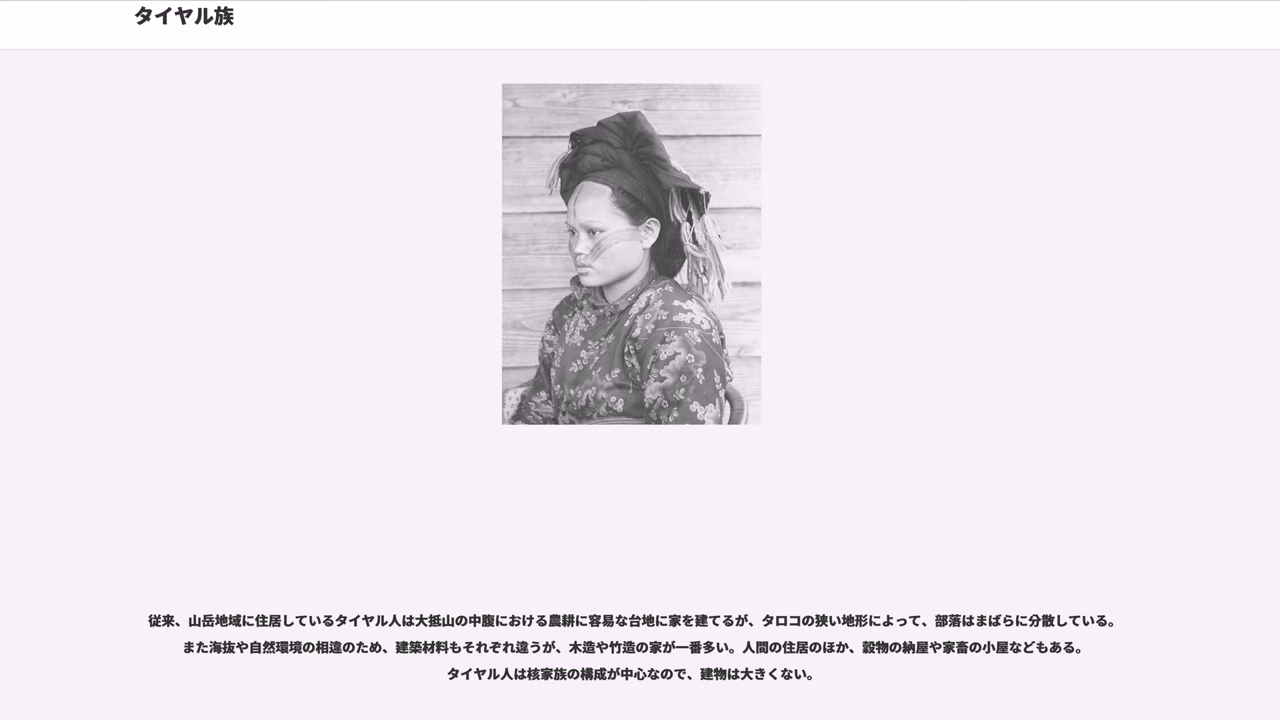 タイヤル族
従来、山岳地域に住居しているタイヤル人は大抵山の中腹における農耕に容易な台地に家を建てるが、タロコの狭い地形によって、部落はまばらに分散している。
また海抜や自然環境の相違のため、建築材料もそれぞれ違うが、木造や竹造の家が一番多い。人間の住居のほか、穀物の納屋や家畜の小屋などもある。
タイヤル人は核家族の構成が中心なので、建物は大きくない。